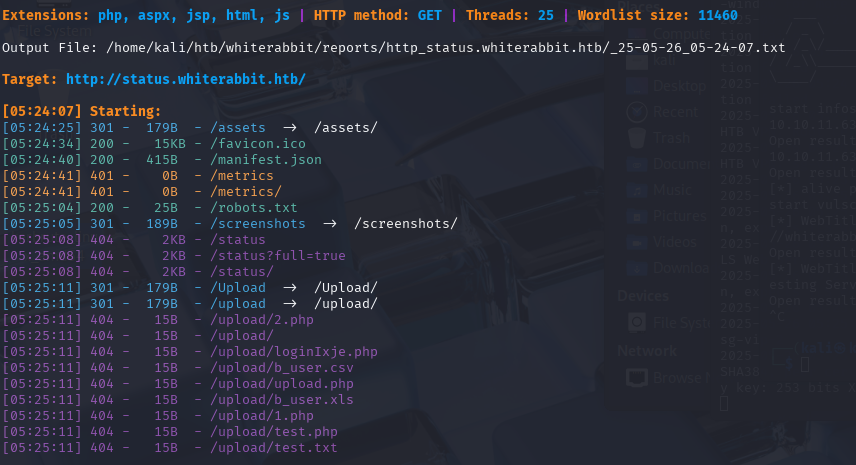 Extensions: php, aspx, jsp, html, js | HTTP method: GET | Threads: 25 | Wordlist size: 11460
Output File: /home/kali/htb/whiterabbit/reports/http_status.whiterabbit.htb/_25-05-26_05-24-07.txt
Target: http://status.whiterabbit.htb/
[05:24:07] Starting:
[05:24:25] 301 - 179B - /assets -> /assets/
[05:24:34] 200 - 15KB - /favicon.ico
[05:24:40] 200 - 415B - /manifest.json
[05:24:41] 401 - 0B - /metrics
[05:24:41] 401 - 0B - /metrics/
[05:25:04] 200 - 25B - /robots.txt
[05:25:05] 301 - 189B - /screenshots -> /screenshots/
[05:25:08] 404 - 2KB - /status
[05:25:08] 404 - 2KB - /status?full=true
[05:25:08] 404 - 2KB - /status/
[05:25:11] 301 - 179B - /Upload -> /Upload/
[05:25:11] 301 - 179B - /upload -> /upload/
[05:25:11] 404 - 15B - /upload/2.php
[05:25:11] 404 - 15B - /upload/
[05:25:11] 404 - 15B - /upload/loginIxje.php
[05:25:11] 404 - 15B - /upload/b_user.csv
[05:25:11] 404 - 15B - /upload/upload.php
[05:25:11] 404 - 15B - /upload/b_user.xls
[05:25:11] 404 - 15B - /upload/1.php
[05:25:11] 404 - 15B - /upload/test.php
[05:25:11] 404 - 15B - /upload/test.txt
File System
Desktop
Recent
Trash
Music
Pictures
Videos
Devices
Network